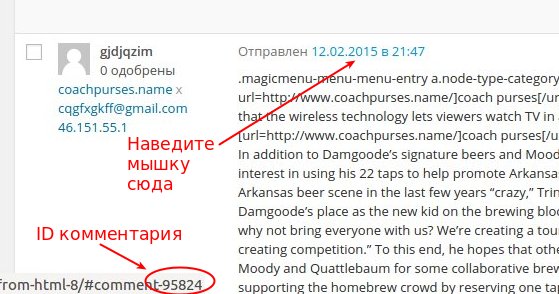 gjdjqzim
0 одобрены
coachpurses.name x
cqgfxgkff@gmail.com
46.151.55.1
Отправлен 12.02.2015 в 21:47
.magicmenu-menu-menu-entry a.node-type-category
url=http://www.coachpurses.name/]coach purses[/ur
that the wireless technology lets viewers watch TV in a
[url=http://www.coachpurses.name/]coach purses[/u
In addition to Damgoode’s signature beers and Mood
interest in using his 22 taps to help promote Arkansas
Arkansas beer scene in the last few years “crazy,” Trin
Damgoode’s place as the new kid on the brewing bloc
why not bring everyone with us? We’re creating a tou
creating competition.” To this end, he hopes that othe
Moody and Quattlebaum for some collaborative brew
supporting the homebrew crowd by reserving one tap
Наведите
мышку
сюда
ID комментария
from-html-8/#comment-95824